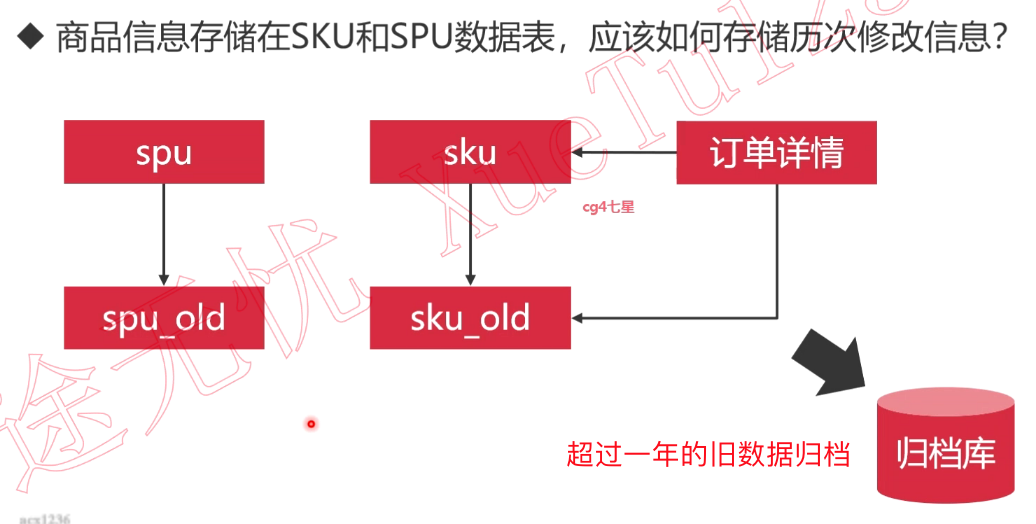 ◆ 商品信息存储在SKU和SPU数据表，应该如何存储历次修改信息？
spu
sku
订单详情
cg4七星
spu_old
sku_old
超过一年的旧数据归档
归档库
途无忧 XueTu123
acx1236